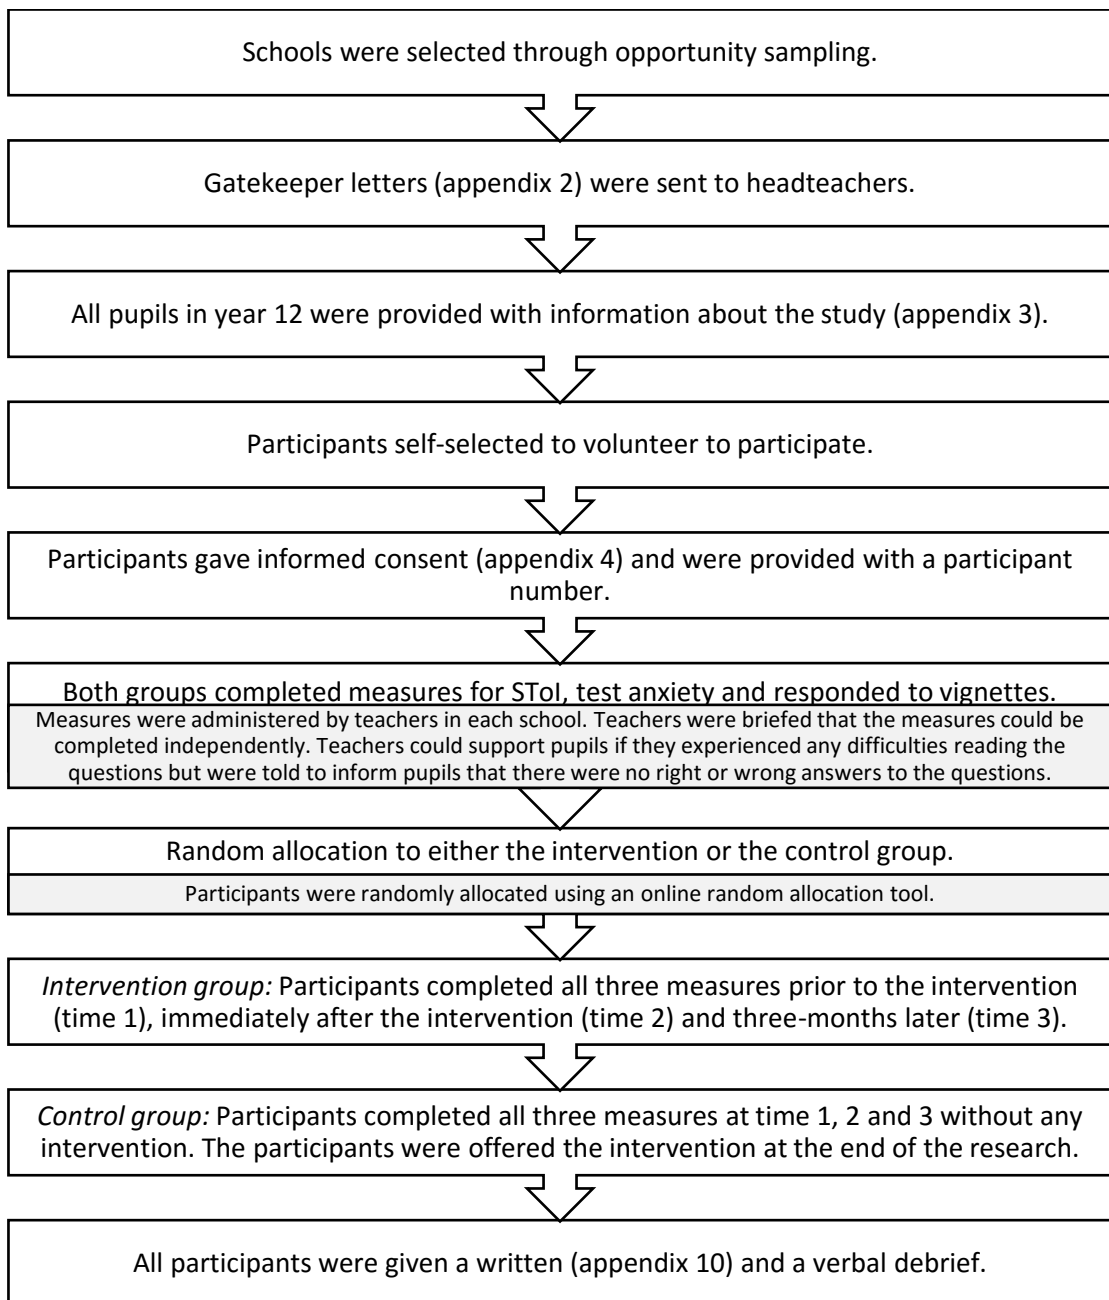 Schools were selected through opportunity sampling.
Gatekeeper letters (appendix 2) were sent to headteachers.
All pupils in year 12 were provided with information about the study (appendix 3).
Participants self-selected to volunteer to participate.
Participants gave informed consent (appendix 4) and were provided with a participant
number.
Both groups completed measures for SToI, test anxiety and responded to vignettes.
Measures were administered by teachers in each school. Teachers were briefed that the measures could be
completed independently. Teachers could support pupils if they experienced any difficulties reading the
questions but were told to inform pupils that there were no right or wrong answers to the questions.
Random allocation to either the intervention or the control group.
Participants were randomly allocated using an online random allocation tool.
Intervention group: Participants completed all three measures prior to the intervention
(time 1), immediately after the intervention (time 2) and three-months later (time 3).
Control group: Participants completed all three measures at time 1, 2 and 3 without any
intervention. The participants were offered the intervention at the end of the research.
All participants were given a written (appendix 10) and a verbal debrief.